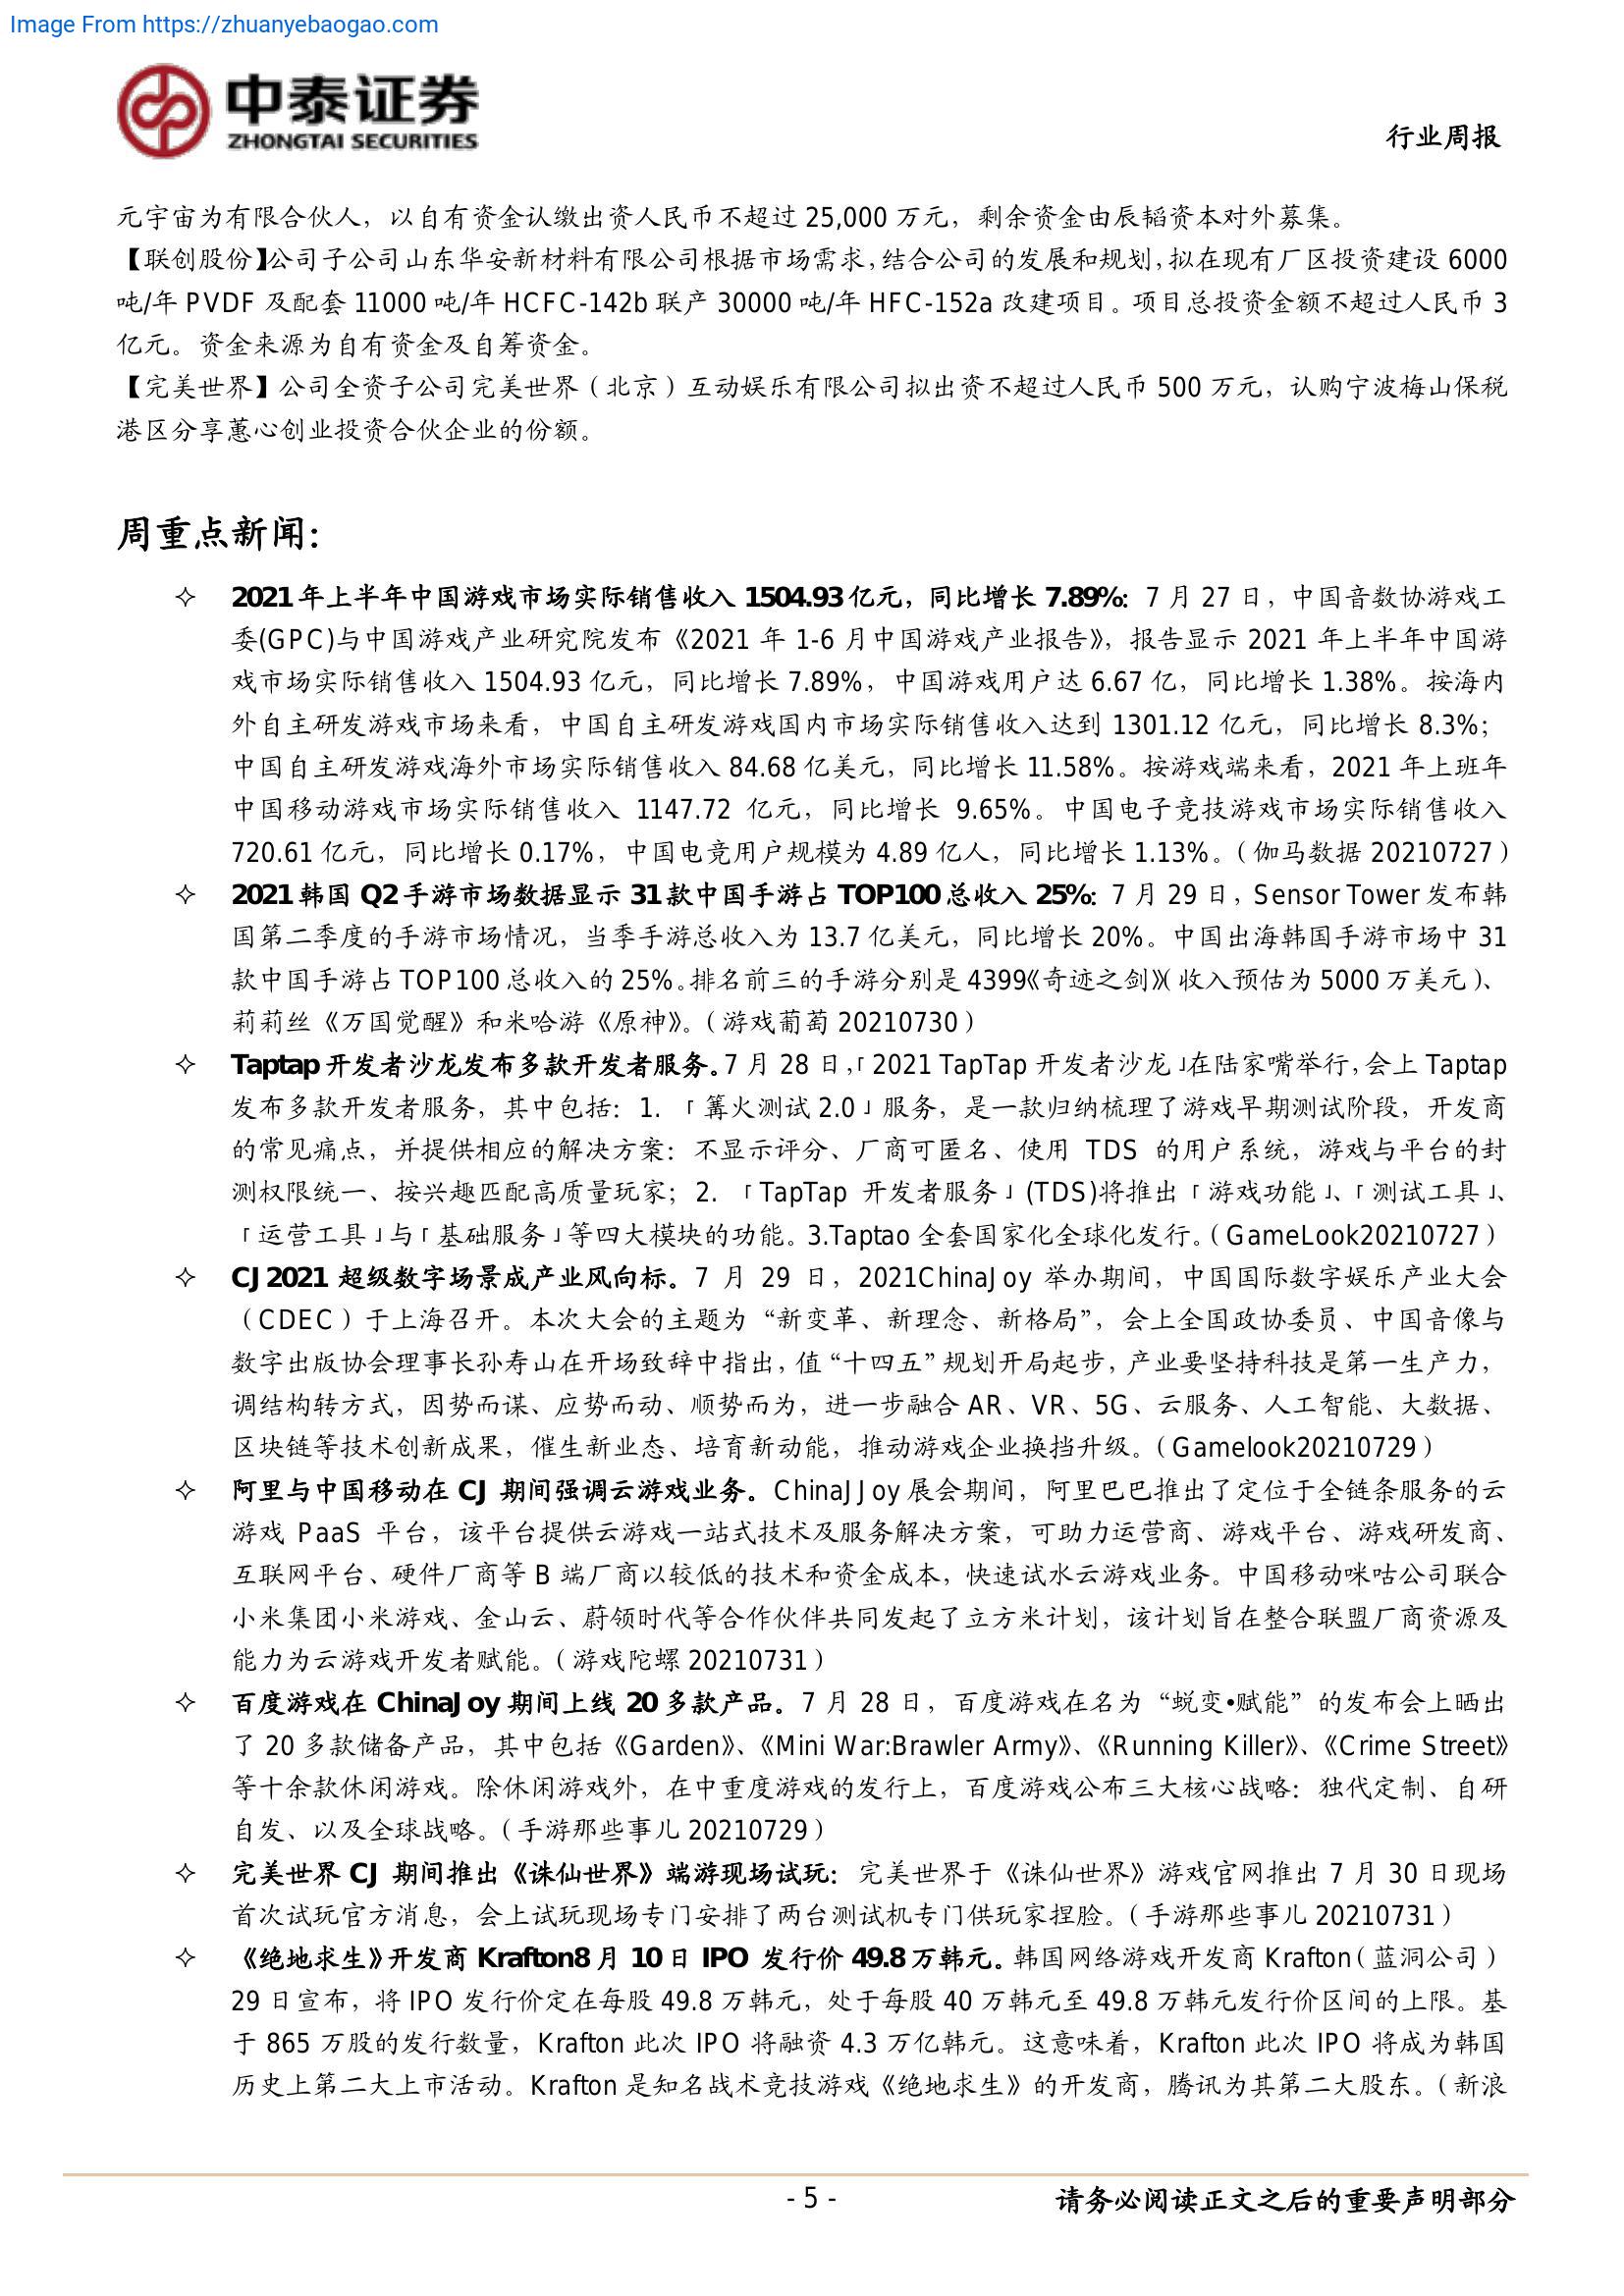 Image From https://zhuanyebaogao.com
中泰证券
ZHONGTAI SECURITIES
行业周报
元宇宙为有限合伙人，以自有资金认缴出资人民币不超过 25,000 万元，剩余资金由辰韬资本对外募集。
【联创股份】公司子公司山东华安新材料有限公司根据市场需求，结合公司的发展和规划，拟在现有厂区投资建设 6000
吨/年 PVDF 及配套 11000 吨/年 HCFC-142b 联产 30000 吨/年 HFC-152a 改建项目。项目总投资金额不超过人民币 3
亿元。资金来源为自有资金及自筹资金。
【完美世界】公司全资子公司完美世界（北京）互动娱乐有限公司拟出资不超过人民币 500 万元，认购宁波梅山保税
港区分享蕙心创业投资合伙企业的份额。
周重点新闻：
✧ 2021 年上半年中国游戏市场实际销售收入 1504.93 亿元，同比增长 7.89%：7 月 27 日，中国音数协游戏工
委(GPC)与中国游戏产业研究院发布《2021 年 1-6 月中国游戏产业报告》，报告显示 2021 年上半年中国游
戏市场实际销售收入 1504.93 亿元，同比增长 7.89%，中国游戏用户达 6.67 亿，同比增长 1.38%。按海内
外自主研发游戏市场来看，中国自主研发游戏国内市场实际销售收入达到 1301.12 亿元，同比增长 8.3%；
中国自主研发游戏海外市场实际销售收入 84.68 亿美元，同比增长 11.58%。按游戏端来看，2021 年上班年
中国移动游戏市场实际销售收入 1147.72 亿元，同比增长 9.65%。中国电子竞技游戏市场实际销售收入
720.61 亿元，同比增长 0.17%，中国电竞用户规模为 4.89 亿人，同比增长 1.13%。（伽马数据 20210727）
✧ 2021 韩国 Q2 手游市场数据显示 31 款中国手游占 TOP100 总收入 25%：7 月 29 日，Sensor Tower 发布韩
国第二季度的手游市场情况，当季手游总收入为 13.7 亿美元，同比增长 20%。中国出海韩国手游市场中 31
款中国手游占 TOP100 总收入的 25%。排名前三的手游分别是 4399《奇迹之剑》（收入预估为 5000 万美元）、
莉莉丝《万国觉醒》和米哈游《原神》。（游戏葡萄 20210730）
✧ Taptap 开发者沙龙发布多款开发者服务。7 月 28 日，「2021 TapTap 开发者沙龙」在陆家嘴举行，会上 Taptap
发布多款开发者服务，其中包括：1. 「篝火测试 2.0」服务，是一款归纳梳理了游戏早期测试阶段，开发商
的常见痛点，并提供相应的解决方案：不显示评分、厂商可匿名、使用 TDS 的用户系统，游戏与平台的封
测权限统一、按兴趣匹配高质量玩家；2. 「TapTap 开发者服务」(TDS)将推出「游戏功能」、「测试工具」、
「运营工具」与「基础服务」等四大模块的功能。3.Taptao 全套国家化全球化发行。（GameLook20210727）
✧ CJ2021 超级数字场景成产业风向标。7 月 29 日，2021ChinaJoy 举办期间，中国国际数字娱乐产业大会
（CDEC）于上海召开。本次大会的主题为“新变革、新理念、新格局”，会上全国政协委员、中国音像与
数字出版协会理事长孙寿山在开场致辞中指出，值“十四五”规划开局起步，产业要坚持科技是第一生产力，
调结构转方式，因势而谋、应势而动、顺势而为，进一步融合 AR、VR、5G、云服务、人工智能、大数据、
区块链等技术创新成果，催生新业态、培育新动能，推动游戏企业换挡升级。（Gamelook20210729）
✧ 阿里与中国移动在 CJ 期间强调云游戏业务。ChinaJJoy 展会期间，阿里巴巴推出了定位于全链条服务的云
游戏 PaaS 平台，该平台提供云游戏一站式技术及服务解决方案，可助力运营商、游戏平台、游戏研发商、
互联网平台、硬件厂商等 B 端厂商以较低的技术和资金成本，快速试水云游戏业务。中国移动咪咕公司联合
小米集团小米游戏、金山云、蔚领时代等合作伙伴共同发起了立方米计划，该计划旨在整合联盟厂商资源及
能力为云游戏开发者赋能。（游戏陀螺 20210731）
✧ 百度游戏在 ChinaJoy 期间上线 20 多款产品。7 月 28 日，百度游戏在名为“蜕变•赋能”的发布会上晒出
了 20 多款储备产品，其中包括《Garden》、《Mini War:Brawler Army》、《Running Killer》、《Crime Street》
等十余款休闲游戏。除休闲游戏外，在中重度游戏的发行上，百度游戏公布三大核心战略：独代定制、自研
自发、以及全球战略。（手游那些事儿 20210729）
✧ 完美世界 CJ 期间推出《诛仙世界》端游现场试玩：完美世界于《诛仙世界》游戏官网推出 7 月 30 日现场
首次试玩官方消息，会上试玩现场专门安排了两台测试机专门供玩家捏脸。（手游那些事儿 20210731）
✧ 《绝地求生》开发商 Krafton8 月 10 日 IPO 发行价 49.8 万韩元。韩国网络游戏开发商 Krafton（蓝洞公司）
29 日宣布，将 IPO 发行价定在每股 49.8 万韩元，处于每股 40 万韩元至 49.8 万韩元发行价区间的上限。基
于 865 万股的发行数量，Krafton 此次 IPO 将融资 4.3 万亿韩元。这意味着，Krafton 此次 IPO 将成为韩国
历史上第二大上市活动。Krafton 是知名战术竞技游戏《绝地求生》的开发商，腾讯为其第二大股东。（新浪
- 5 -
请务必阅读正文之后的重要声明部分